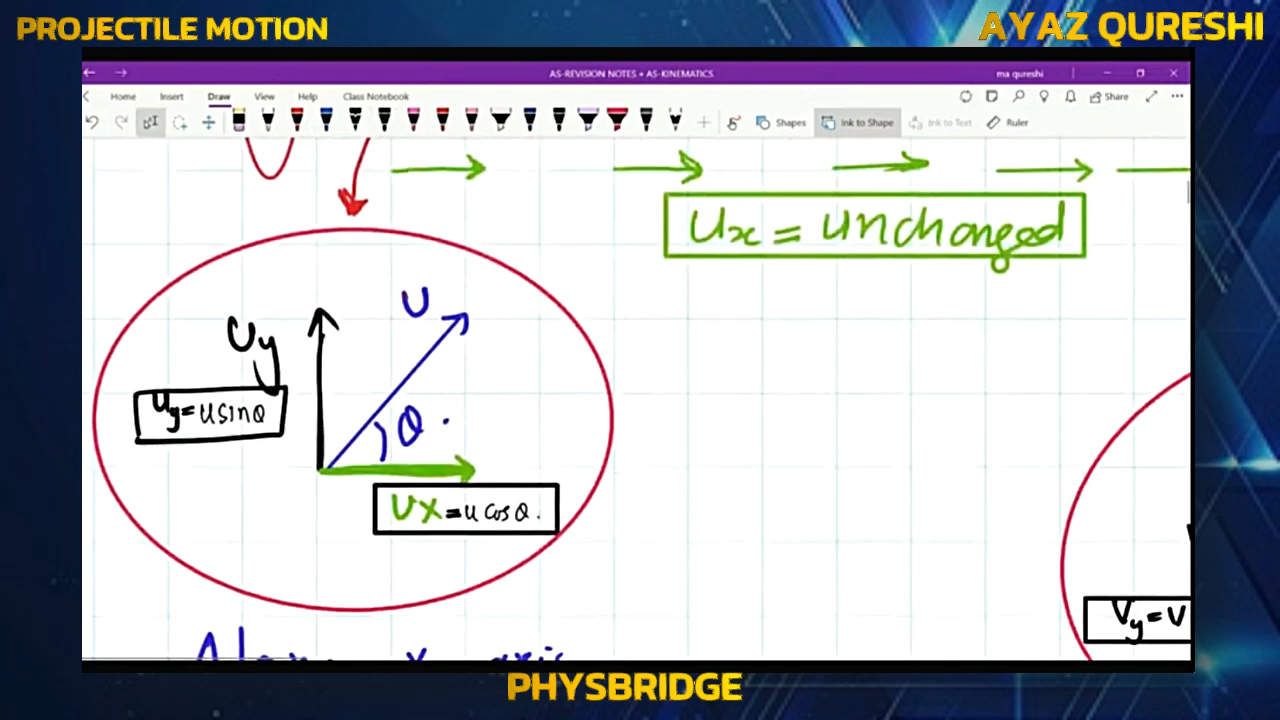 PROJECTILE MOTION
AYAZ QURESHI
AS-REVISION NOTES + AS-KINEMATICS
ma qureshi
Home Insert Draw View Help Class Notebook
Share
Shapes
Ink to Shape
Ink to Text
Ruler
Ux = unchanged
U
Uy
Uy = u sinθ
θ
UX = u cosθ.
Vy = V
PHYSBRIDGE